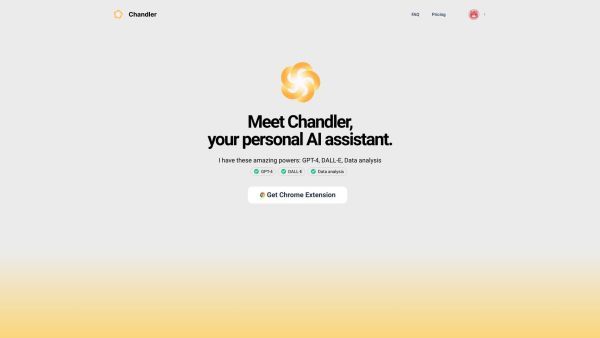 Chandler
FAQ
Pricing
Meet Chandler,
your personal AI assistant.
I have these amazing powers: GPT-4, DALL-E, Data analysis
GPT-4
DALL-E
Data analysis
Get Chrome Extension